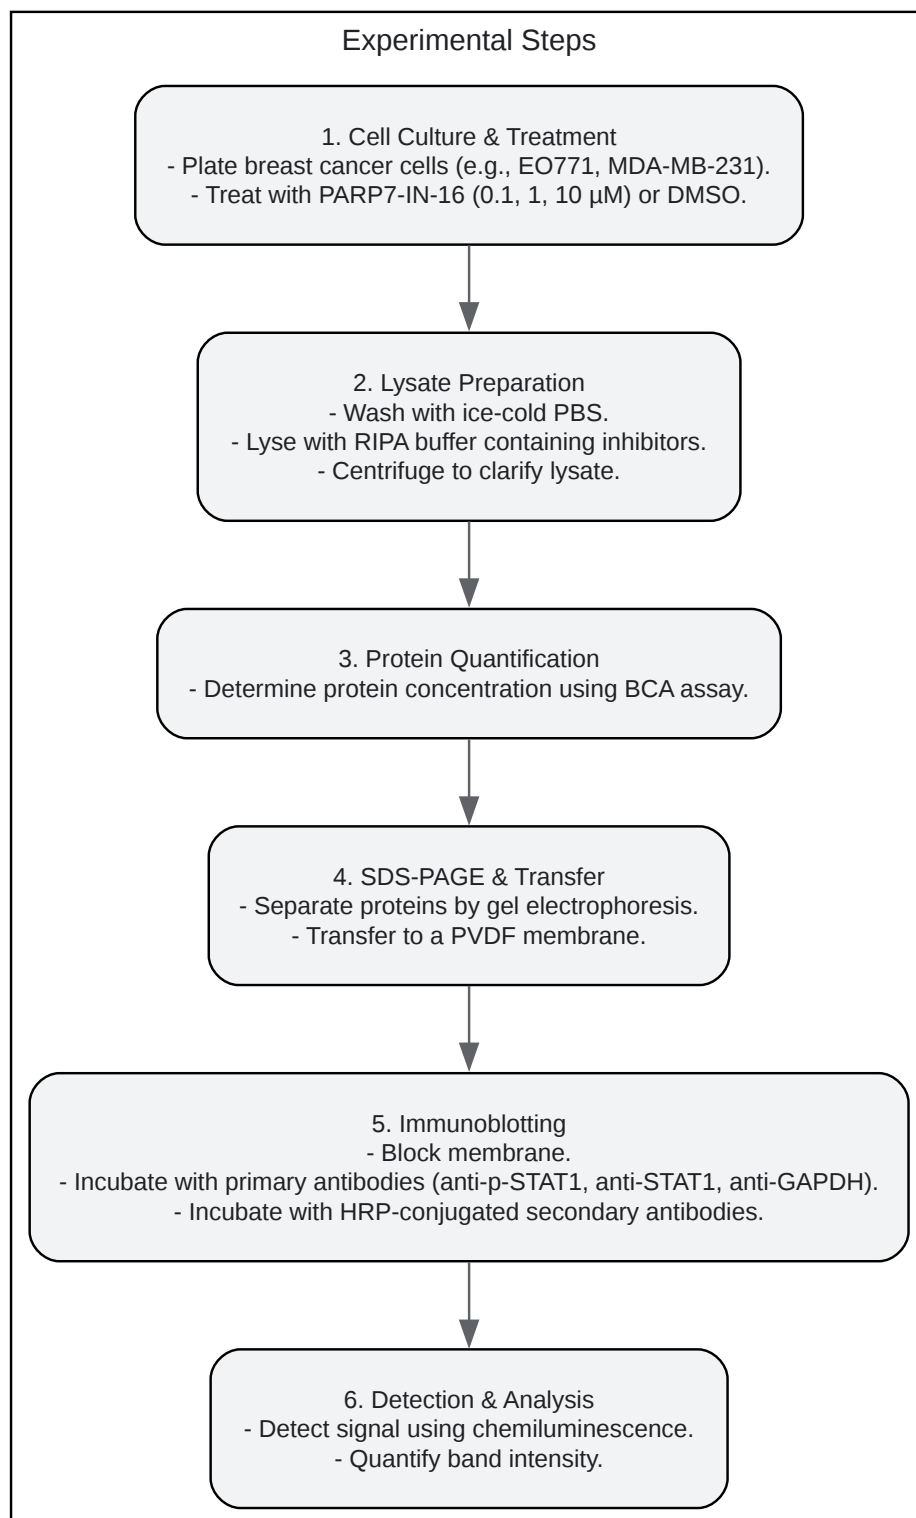 Experimental Steps
1. Cell Culture & Treatment
- Plate breast cancer cells (e.g., EO771, MDA-MB-231).
- Treat with PARP7-IN-16 (0.1, 1, 10 µM) or DMSO.
2. Lysate Preparation
- Wash with ice-cold PBS.
- Lyse with RIPA buffer containing inhibitors.
- Centrifuge to clarify lysate.
3. Protein Quantification
- Determine protein concentration using BCA assay.
4. SDS-PAGE & Transfer
- Separate proteins by gel electrophoresis.
- Transfer to a PVDF membrane.
5. Immunoblotting
- Block membrane.
- Incubate with primary antibodies (anti-p-STAT1, anti-STAT1, anti-GAPDH).
- Incubate with HRP-conjugated secondary antibodies.
6. Detection & Analysis
- Detect signal using chemiluminescence.
- Quantify band intensity.